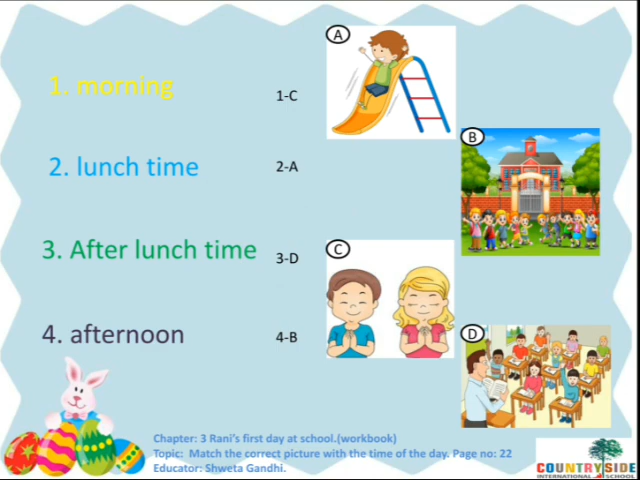 1. morning
1-C
A
B
2. lunch time
2-A
3. After lunch time
3-D
C
4. afternoon
4-B
D
Chapter: 3 Rani's first day at school.(workbook)
Topic: Match the correct picture with the time of the day. Page no: 22
Educator: Shweta Gandhi.
COUNTRYSIDE
INTERNATIONAL SCHOOL